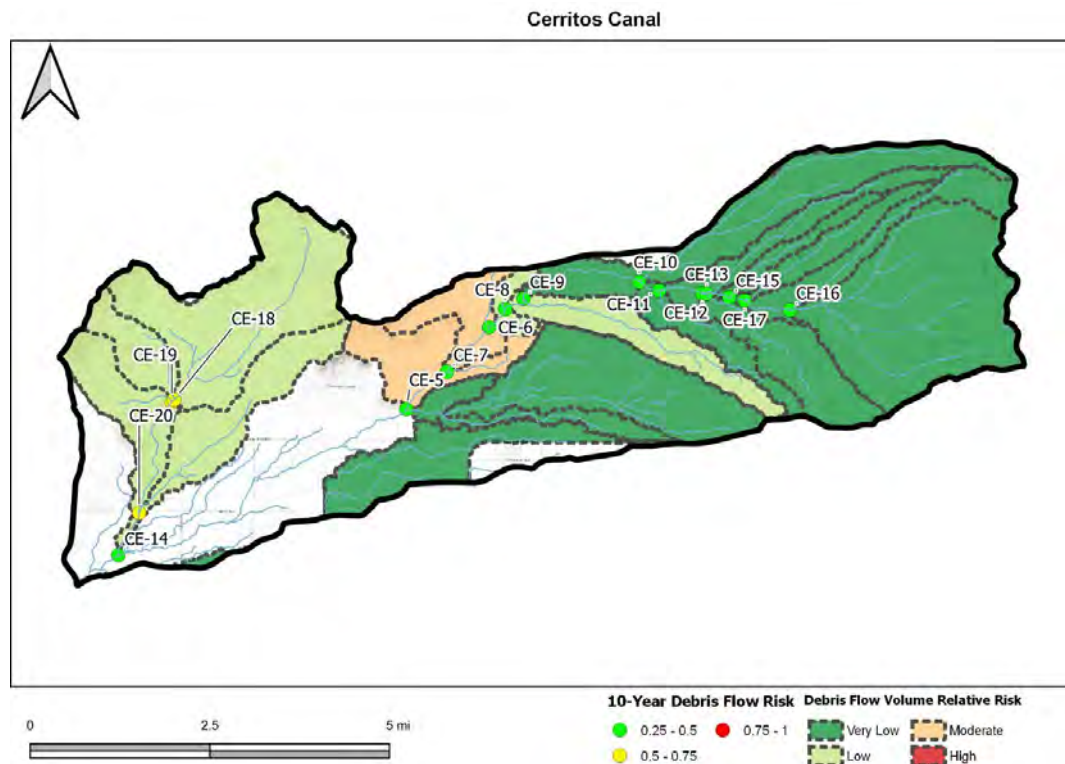 Cerritos Canal
CE-10
CE-13
CE-15
CE-9
CE-8
CE-16
CE-18
CE-11
CE-12
CE-17
CE-6
CE-19
CE-7
CE-5
CE-20
CE-14
10-Year Debris Flow Risk
0.25 - 0.5
0.75 - 1
0.5 - 0.75
Debris Flow Volume Relative Risk
Very Low
Moderate
Low
High
0
2.5
5 mi